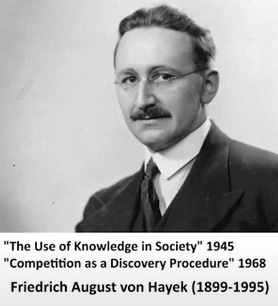 "The Use of Knowledge in Society" 1945
"Competition as a Discovery Procedure" 1968
Friedrich August von Hayek (1899-1995)